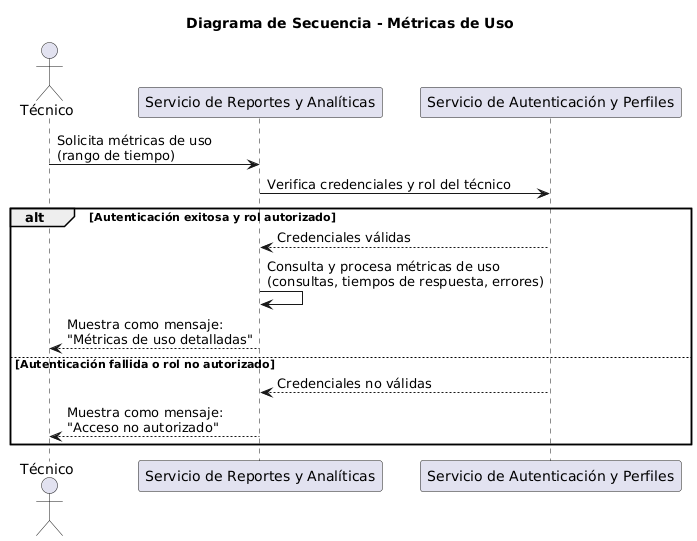 Diagrama de Secuencia - Métricas de Uso
Técnico
Servicio de Reportes y Analíticas
Servicio de Autenticación y Perfiles
Solicita métricas de uso
(rango de tiempo)
Verifica credenciales y rol del técnico
alt
[Autenticación exitosa y rol autorizado]
Credenciales válidas
Consulta y procesa métricas de uso
(consultas, tiempos de respuesta, errores)
Muestra como mensaje:
"Métricas de uso detalladas"
[Autenticación fallida o rol no autorizado]
Credenciales no válidas
Muestra como mensaje:
"Acceso no autorizado"
Técnico
Servicio de Reportes y Analíticas
Servicio de Autenticación y Perfiles